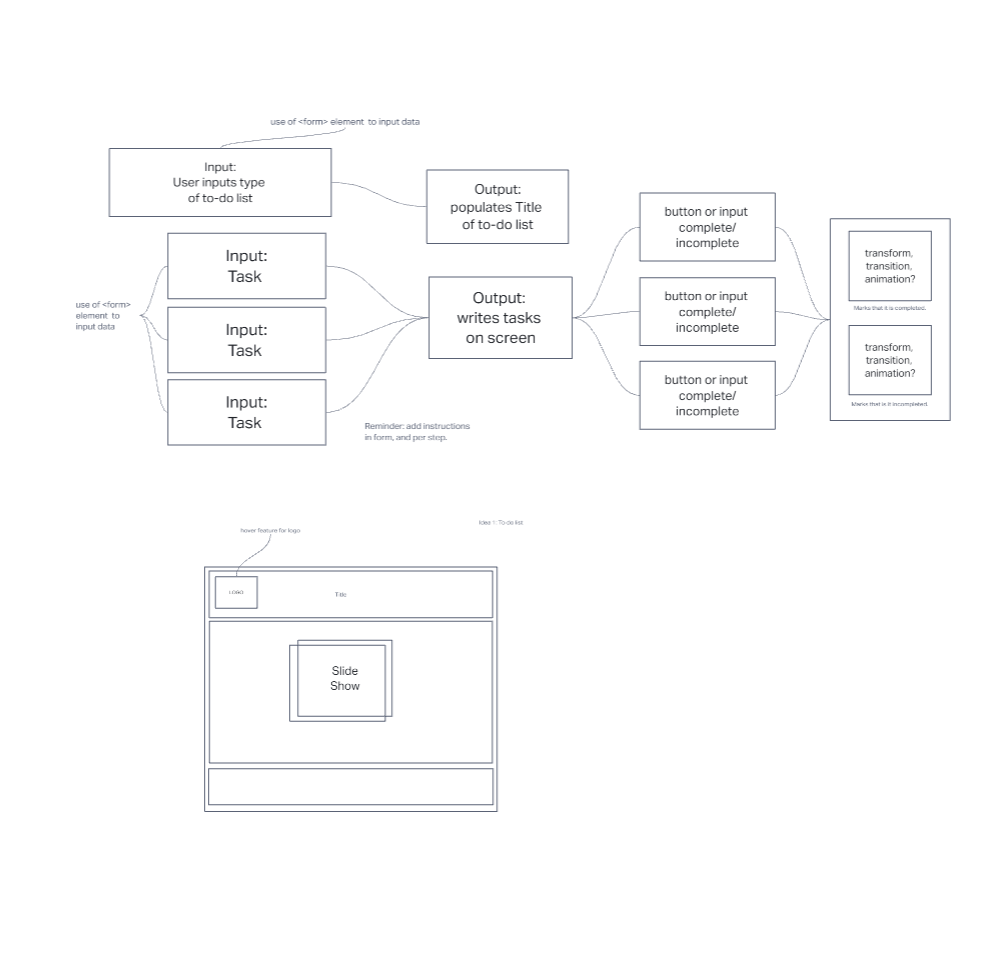 use of <form> element to input data
Input:
User inputs type
of to-do list
Output:
populates Title
of to-do list
Input:
Task
use of <form>
element to
input data
Input:
Task
Input:
Task
Output:
writes tasks
on screen
button or input
complete/
incomplete
button or input
complete/
incomplete
button or input
complete/
incomplete
transform,
transition,
animation?
Marks that it is completed.
transform,
transition,
animation?
Marks that is it incompleted.
Reminder: add instructions
in form, and per step.
Idea 1: To do list
hover feature for logo
LOGO
Title
Slide
Show